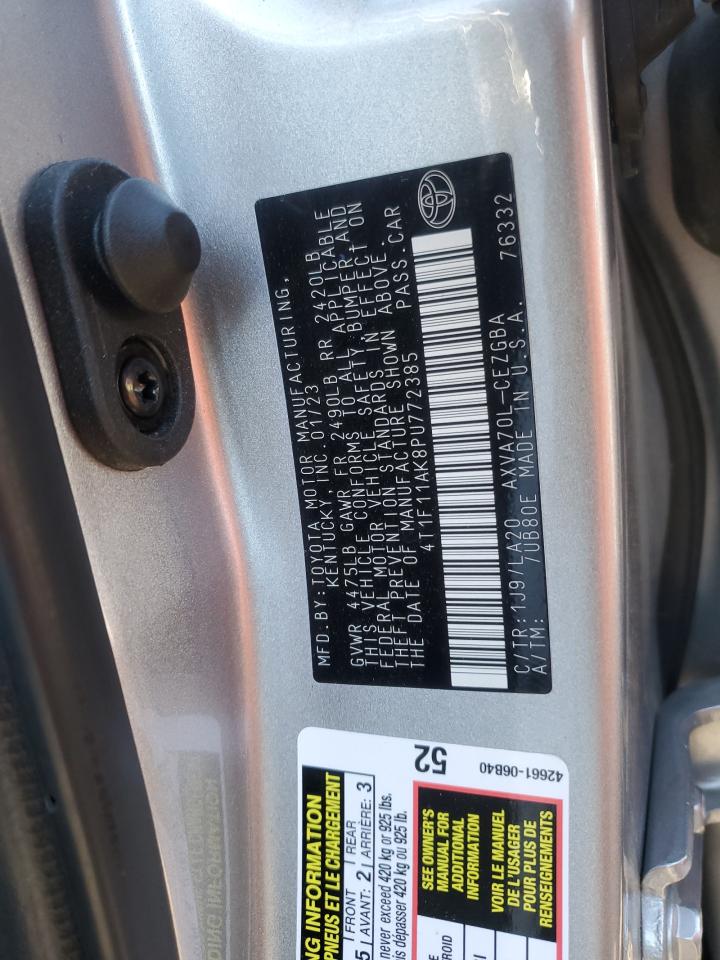 MFD. BY: TOYOTA MOTOR MANUFACTURING,
KENTUCKY, INC. 01/23
GVWR 4475LB GAWR FR 2490LB RR 2420LB
THIS VEHICLE CONFORMS TO ALL APPLICABLE
FEDERAL MOTOR VEHICLE SAFETY, BUMPER AND
THEFT PREVENTION STANDARDS IN EFFECT ON
THE DATE OF MANUFACTURE SHOWN ABOVE.
4T1F11AK8PU772385 PASS. CAR
C/TR: 1J9/LA20 AXVA70L-CEZGBA 76332
A/TM: /UB80E MADE IN U.S.A.
NG INFORMATION
PNEUS ET LE CHARGEMENT
5 FRONT 2 REAR 3
AVANT: ARRIÈRE:
never exceed 420 kg or 925 lbs.
is dépasser 420 kg ou 925 lb.
52
42661-06B40
SEE OWNER'S
MANUAL FOR
ADDITIONAL
INFORMATION
VOIR LE MANUEL
DE L'USAGER
POUR PLUS DE
RENSEIGNEMENTS